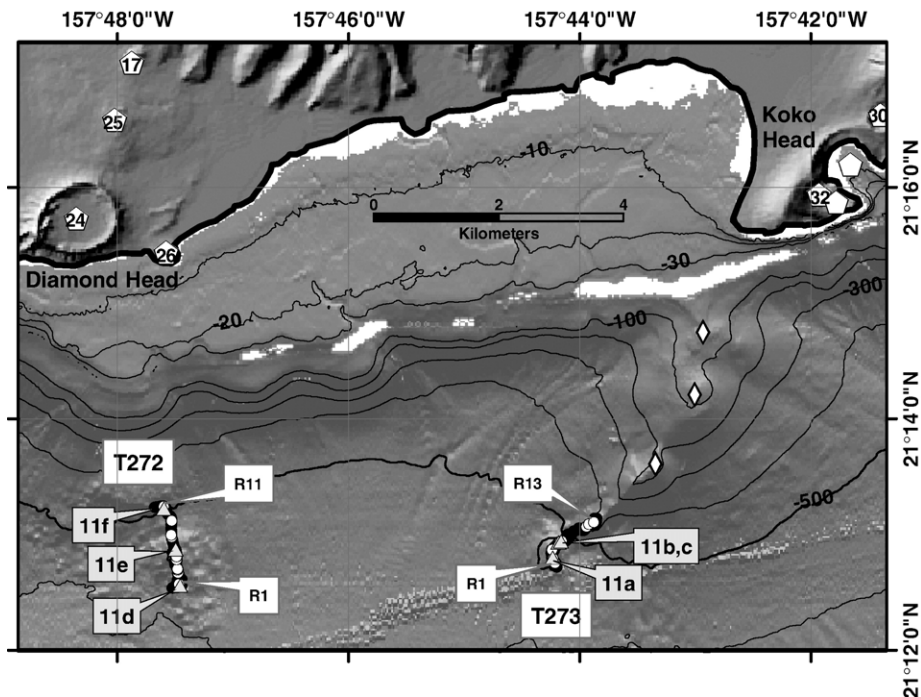 157°48'0"W
157°46'0"W
157°44'0"W
157°42'0"W
17
25
30
Koko
Head
-10
21°16'0"N
24
32
0
2
4
Kilometers
26
Diamond Head
-30
-20
-100
300
21°14'0"N
T272
R11
R13
-500
11f
11e
11b,c
R1
R1
11a
11d
T273
21°12'0"N